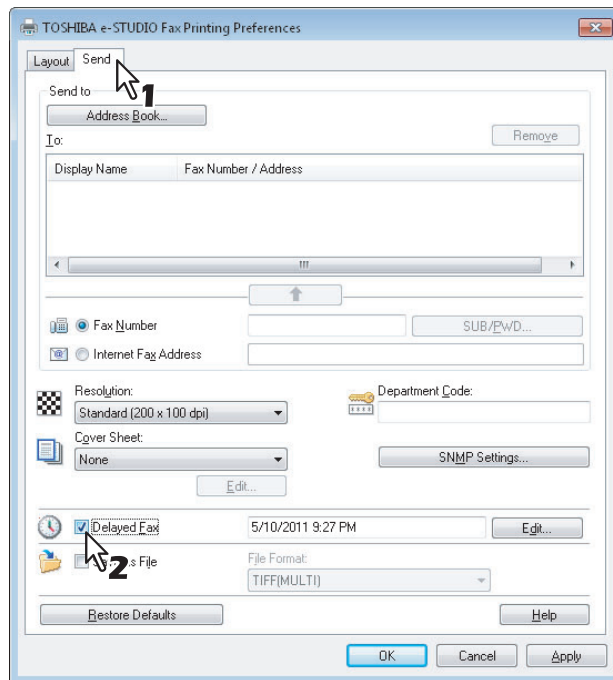 TOSHIBA e-STUDIO Fax Printing Preferences
Layout Send
1
Send to
Address Book...
To:
Remove
Display Name Fax Number / Address
Fax Number
SUB/PWD...
Internet Fax Address
Resolution:
Department Code:
Standard (200 x 100 dpi)
Cover Sheet:
None
SNMP Settings...
Edit...
Delayed Fax 5/10/2011 9:27 PM Edit...
2
s File
File Format:
TIFF(MULTI)
Restore Defaults Help
OK Cancel Apply